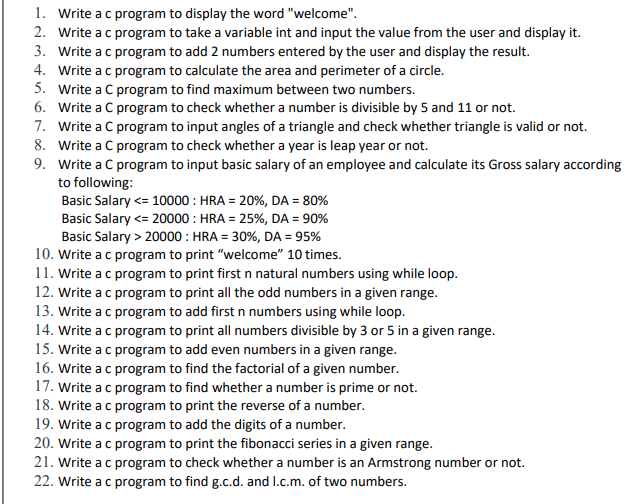 1. Write a c program to display the word "welcome".
2. Write a c program to take a variable int and input the value from the user and display it.
3. Write a c program to add 2 numbers entered by the user and display the result.
4. Write a c program to calculate the area and perimeter of a circle.
5. Write a C program to find maximum between two numbers.
6. Write a C program to check whether a number is divisible by 5 and 11 or not.
7. Write a C program to input angles of a triangle and check whether triangle is valid or not.
8. Write a C program to check whether a year is leap year or not.
9. Write a C program to input basic salary of an employee and calculate its Gross salary according
to following:
Basic Salary <= 10000 : HRA = 20%, DA = 80%
Basic Salary <= 20000 : HRA = 25%, DA = 90%
Basic Salary > 20000 : HRA = 30%, DA = 95%
10. Write a c program to print “welcome” 10 times.
11. Write a c program to print first n natural numbers using while loop.
12. Write a c program to print all the odd numbers in a given range.
13. Write a c program to add first n numbers using while loop.
14. Write a c program to print all numbers divisible by 3 or 5 in a given range.
15. Write a c program to add even numbers in a given range.
16. Write a c program to find the factorial of a given number.
17. Write a c program to find whether a number is prime or not.
18. Write a c program to print the reverse of a number.
19. Write a c program to add the digits of a number.
20. Write a c program to print the fibonacci series in a given range.
21. Write a c program to check whether a number is an Armstrong number or not.
22. Write a c program to find g.c.d. and l.c.m. of two numbers.